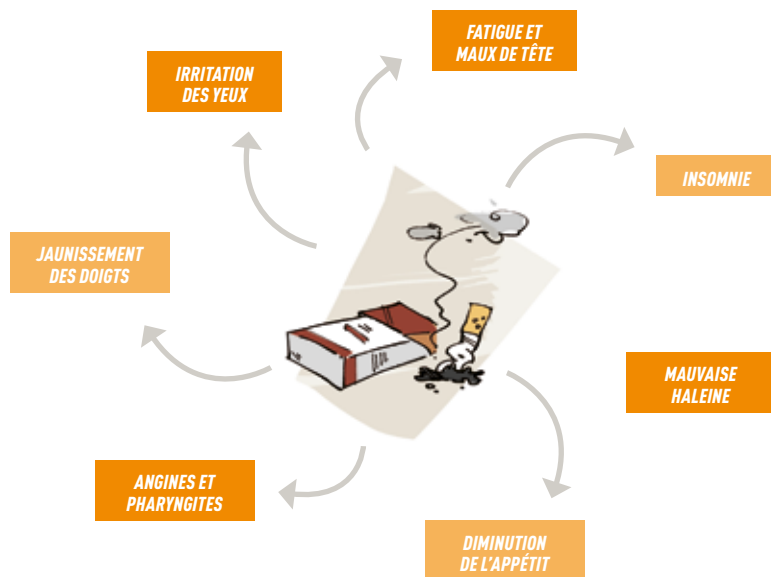 FATIGUE ET
MAUX DE TÊTE
IRRITATION
DES YEUX
INSOMNIE
JAUNISSEMENT
DES DOIGTS
MAUVAISE
HALEINE
ANGINES ET
PHARYNGITES
DIMINUTION
DE L'APPÉTIT